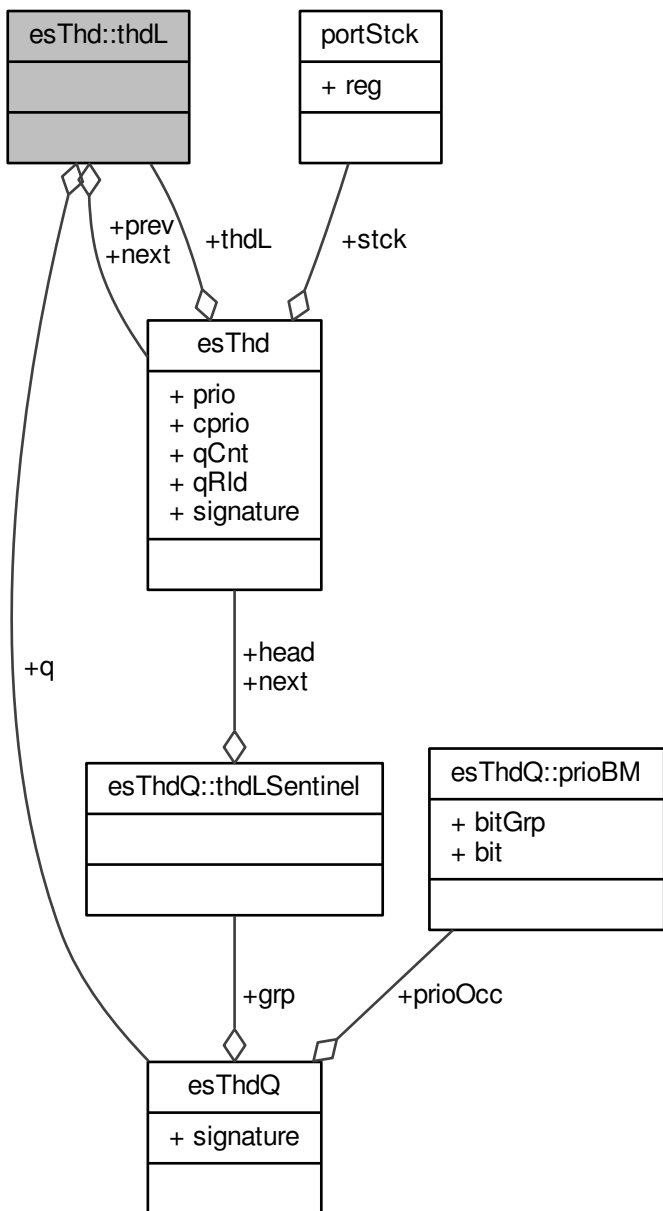 esThd::thdL
portStck
+ reg
+prev
+next
+thdL
+stck
esThd
+ prio
+ cprio
+ qCnt
+ qRld
+ signature
+q
+head
+next
esThdQ::thdLSentinel
esThdQ::prioBM
+ bitGrp
+ bit
+grp
+prioOcc
esThdQ
+ signature